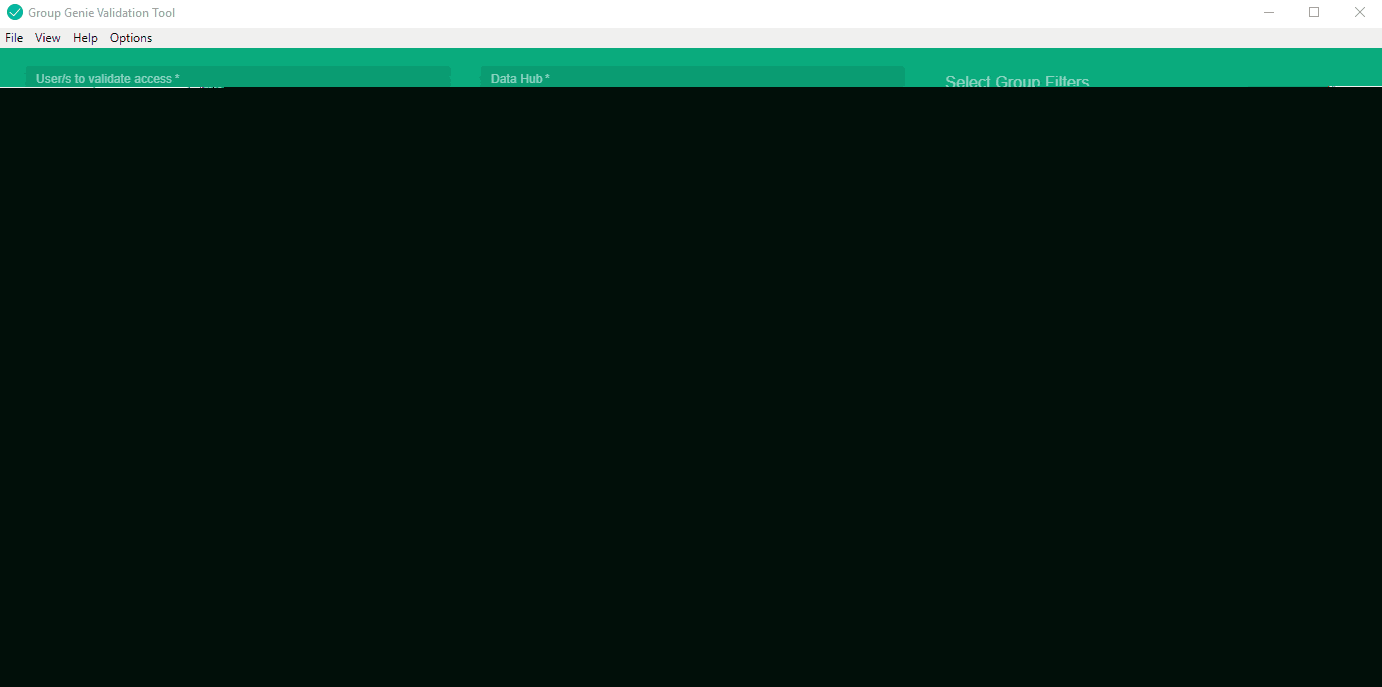 Group Genie Validation Tool
File View Help Options
User/s to validate access *
Data Hub *
Select Group Filters